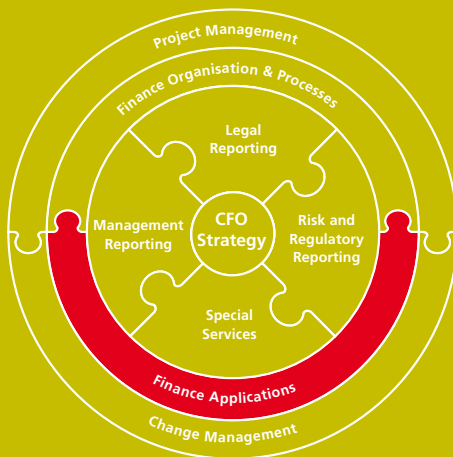 Project Management
Finance Organisation & Processes
Legal
Reporting
Management
Reporting
CFO
Strategy
Risk and
Regulatory
Reporting
Special
Services
Finance Applications
Change Management